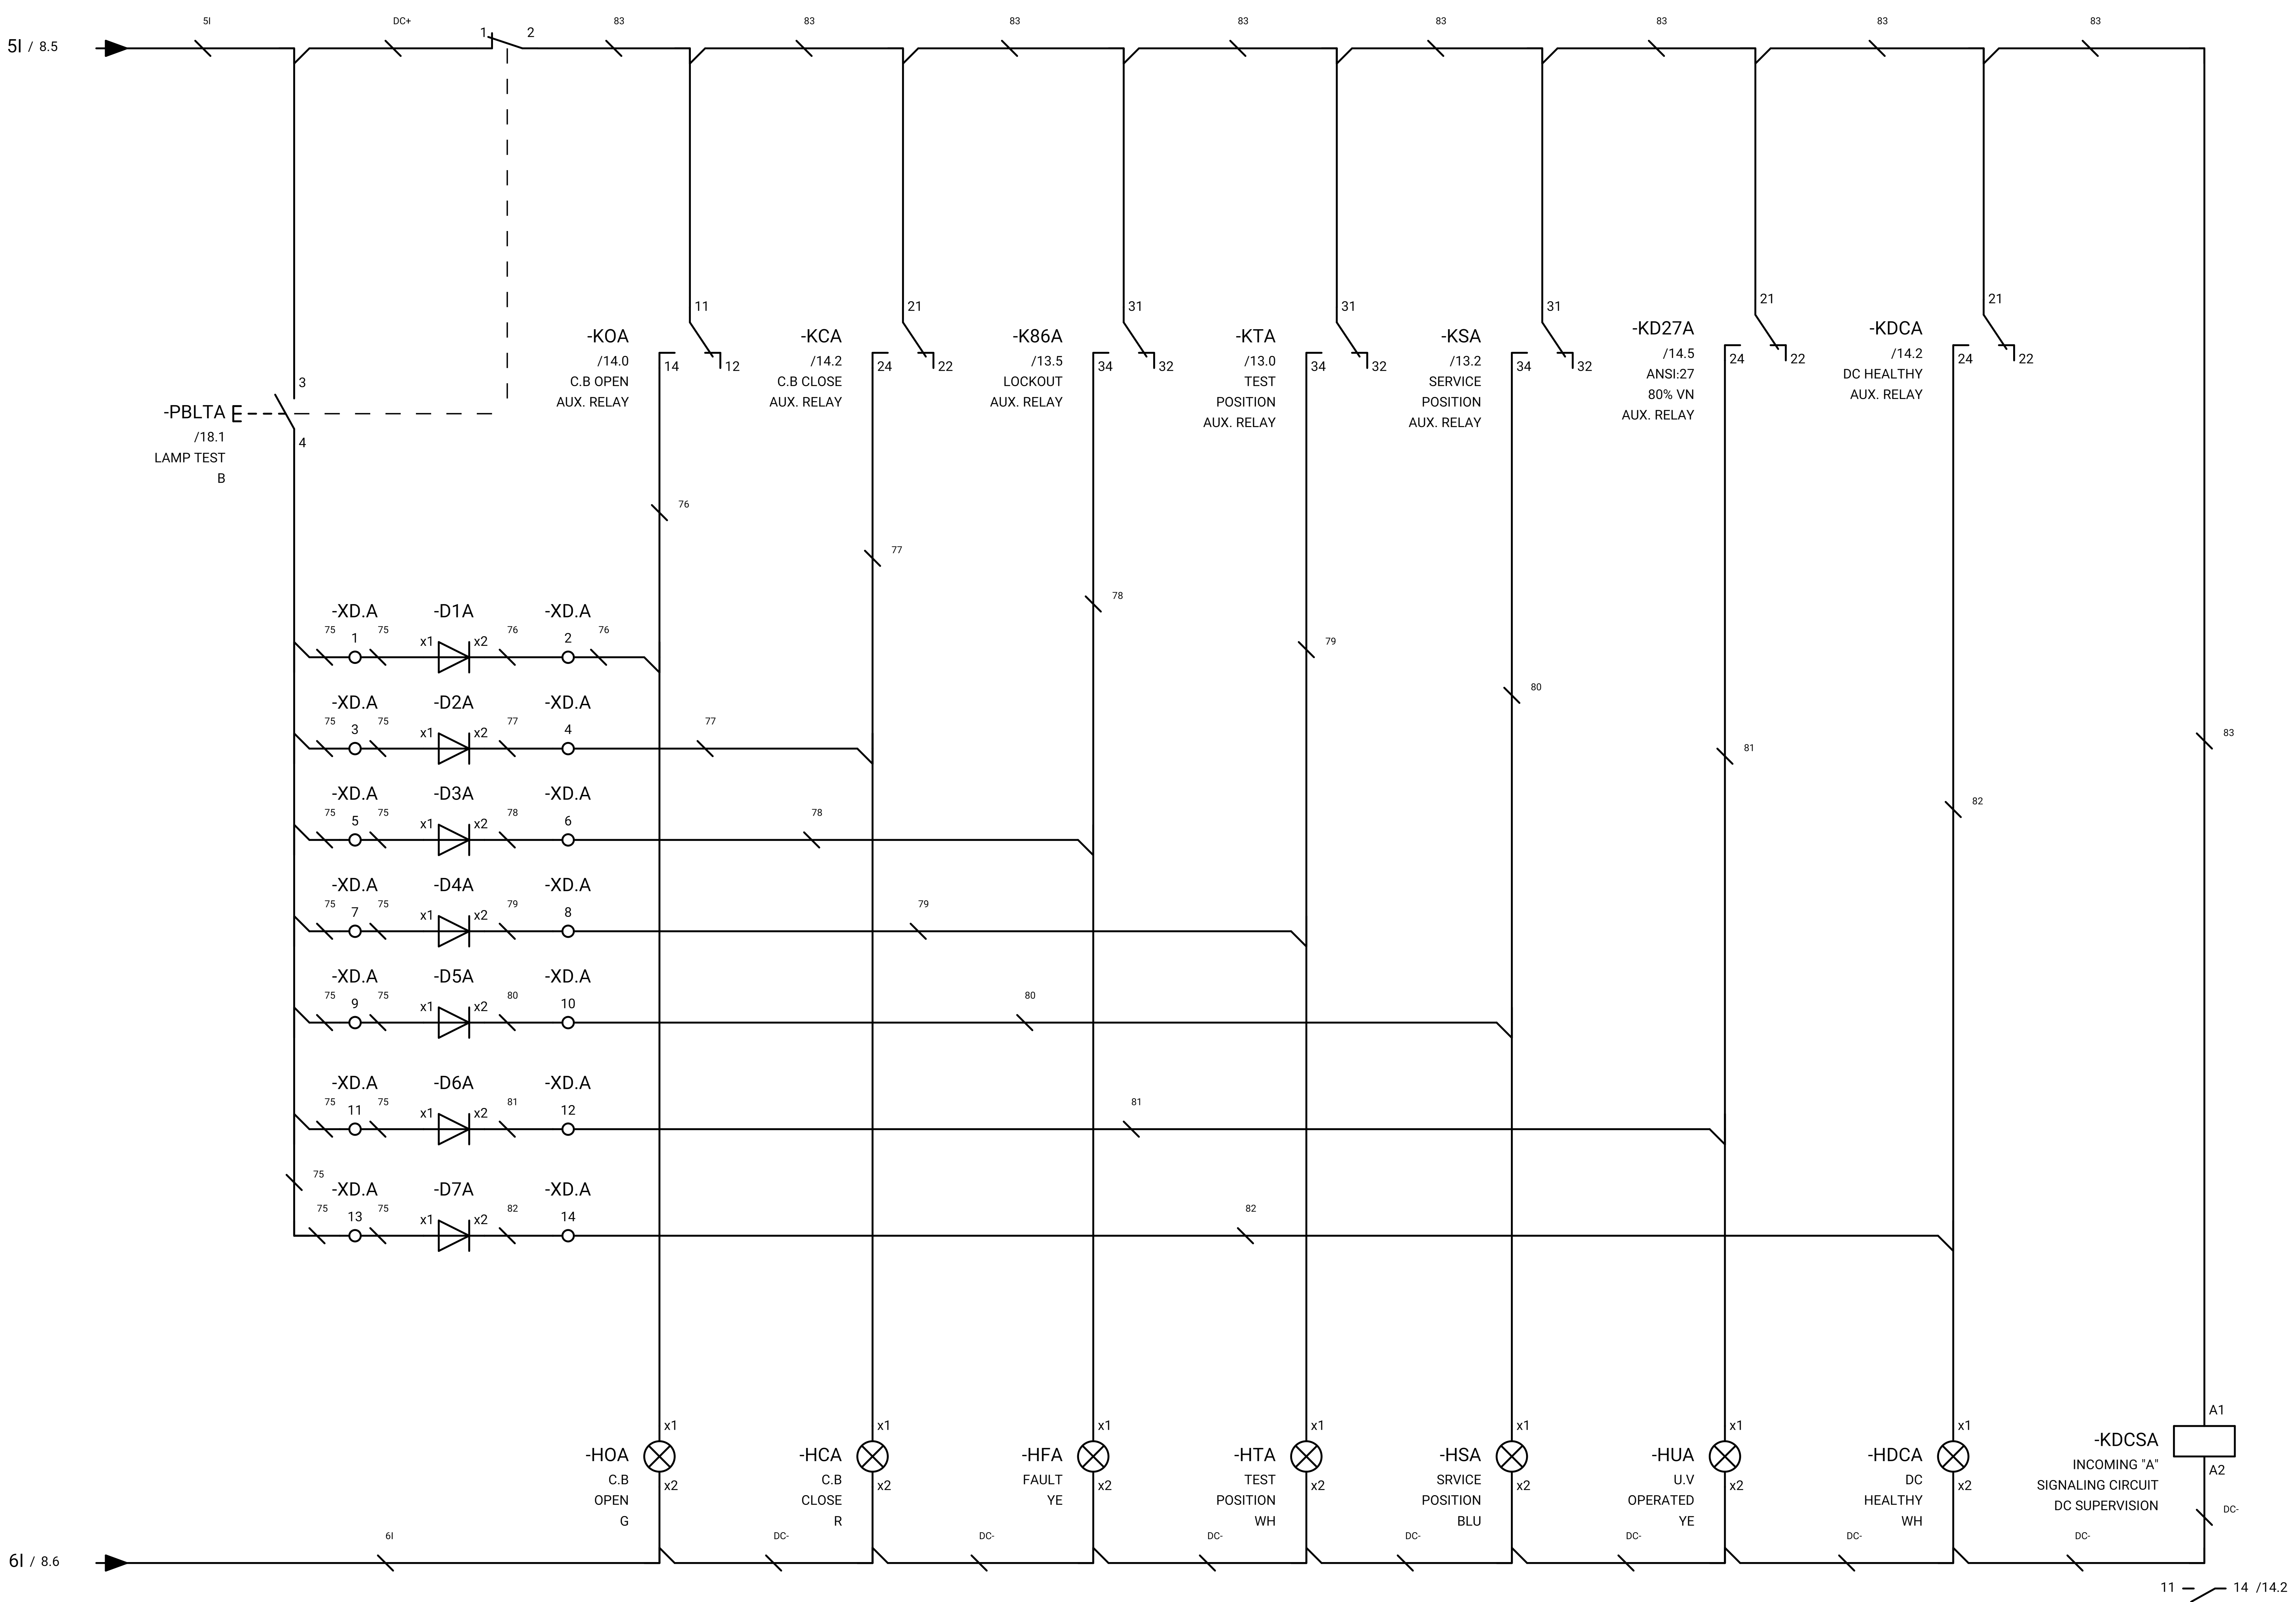 5I DC+ 1 2 83 83 83 83 83 83 83 83
5I / 8.5
11 21 31 31 31 21 21
-KOA
/14.0
C.B OPEN
AUX. RELAY
14 12
-KCA
/14.2
C.B CLOSE
AUX. RELAY
24 22
-K86A
/13.5
LOCKOUT
AUX. RELAY
34 32
-KTA
/13.0
TEST
POSITION
AUX. RELAY
34 32
-KSA
/13.2
SERVICE
POSITION
AUX. RELAY
34 32
-KD27A
/14.5
ANSI:27
80% VN
AUX. RELAY
24 22
-KDCA
/14.2
DC HEALTHY
AUX. RELAY
24 22
3
-PBLTA
/18.1
LAMP TEST
B
4
76
77
78
79
80
81
82
83
-XD.A -D1A -XD.A
75 1 75 x1 x2 76 2 76
-XD.A -D2A -XD.A
75 3 75 x1 x2 77 4 77
-XD.A -D3A -XD.A
75 5 75 x1 x2 78 6 78
-XD.A -D4A -XD.A
75 7 75 x1 x2 79 8 79
-XD.A -D5A -XD.A
75 9 75 x1 x2 80 10 80
-XD.A -D6A -XD.A
75 11 75 x1 x2 81 12 81
75
-XD.A -D7A -XD.A
75 13 75 x1 x2 82 14 82
x1
-HOA
C.B
OPEN
G
x2
x1
-HCA
C.B
CLOSE
R
x2
x1
-HFA
FAULT
YE
x2
x1
-HTA
TEST
POSITION
WH
x2
x1
-HSA
SRVICE
POSITION
BLU
x2
x1
-HUA
U.V
OPERATED
YE
x2
x1
-HDCA
DC
HEALTHY
WH
x2
A1
-KDCSA
INCOMING "A"
SIGNALING CIRCUIT
DC SUPERVISION
A2
DC-
6I DC- DC- DC- DC- DC- DC- DC-
6I / 8.6
11 14 /14.2